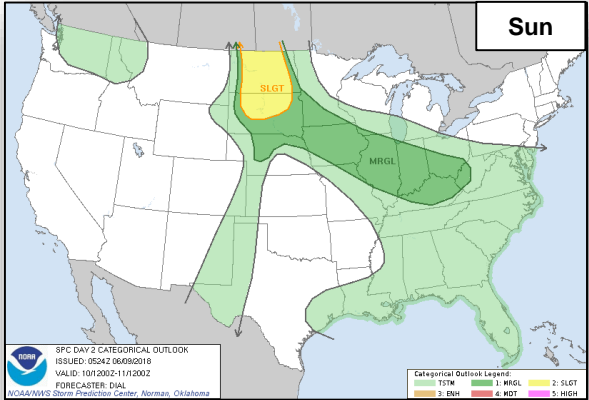 Sun
SLGT
MRGL
SPC DAY 2 CATEGORICAL OUTLOOK
ISSUED: 0524Z 06/09/2018
VALID: 10/1200Z-11/1200Z
FORECASTER: DIAL
NOAA/NWS Storm Prediction Center, Norman, Oklahoma
NOAA
Categorical Outlook Legend:
TSTM 1: MRGL 2: SLGT
3: ENH 4: MDT 5: HIGH